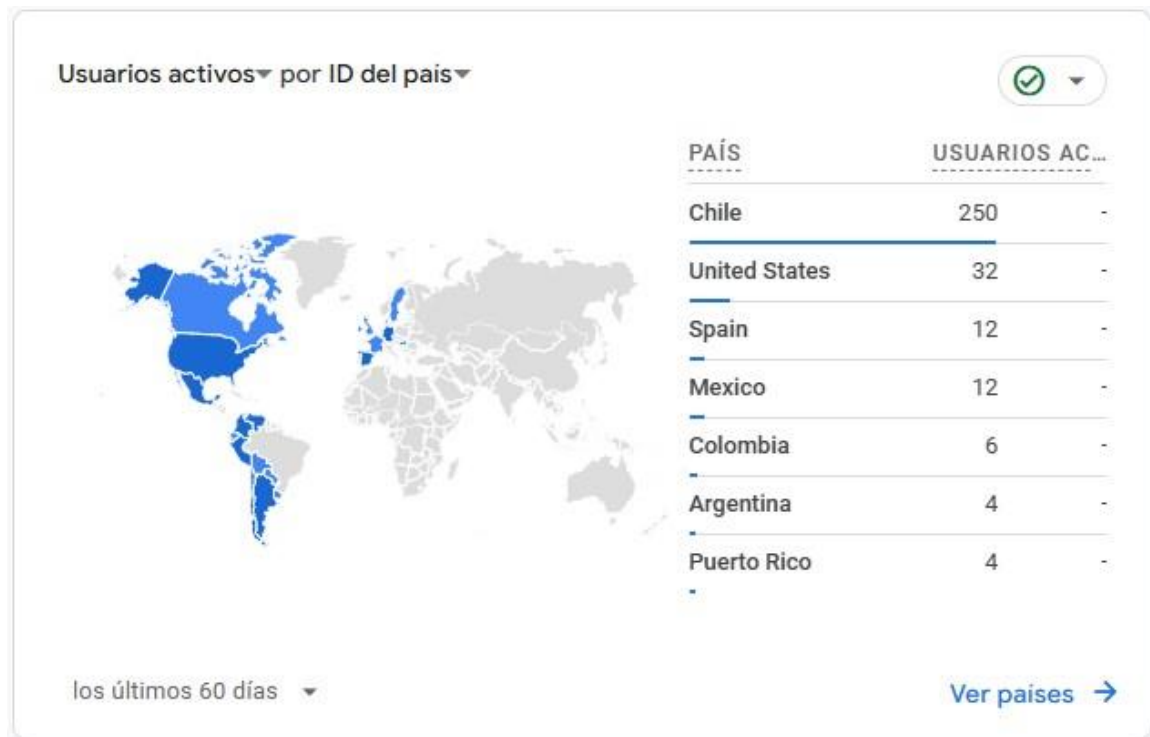 Usuarios activos por ID del país
PAÍS USUARIOS AC...
Chile 250 -
United States 32 -
Spain 12 -
Mexico 12 -
Colombia 6 -
Argentina 4 -
Puerto Rico 4 -
los últimos 60 días
Ver países